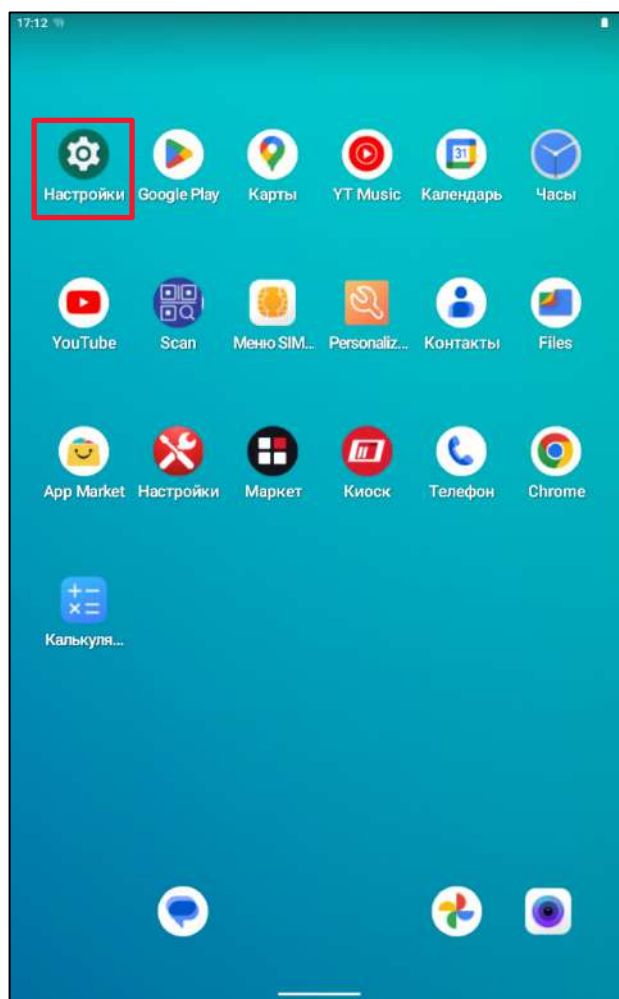 17:12
Настройки Google Play Карты YT Music Календарь Часы
31
YouTube Scan Меню SIM... Personaliz... Контакты Files
App Market Настройки Маркет Киоск Телефон Chrome
Калькуля...